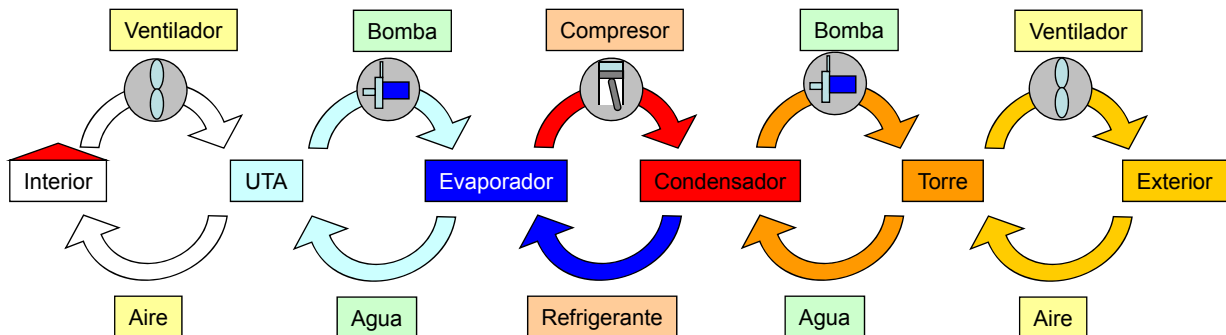 Ventilador
Bomba
Compresor
Bomba
Ventilador
Interior
UTA
Evaporador
Condensador
Torre
Exterior
Aire
Agua
Refrigerante
Agua
Aire